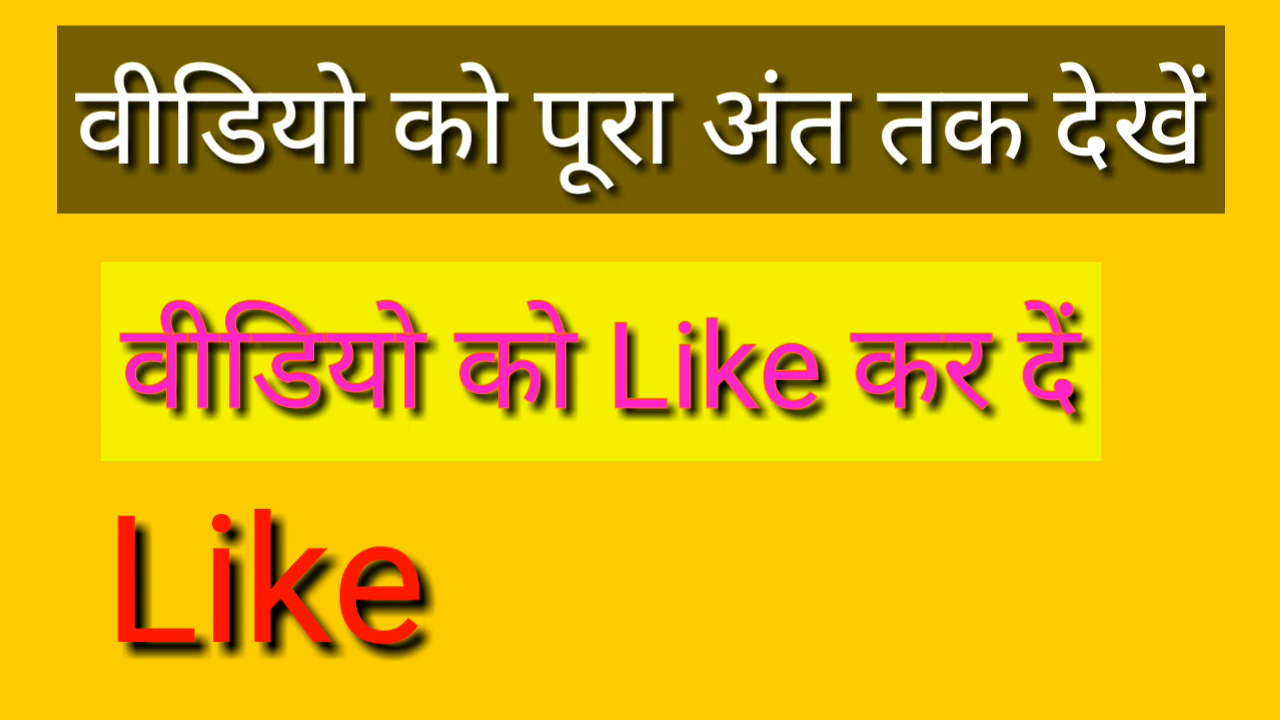 वीडियो को पूरा अंत तक देखें
वीडियो को Like कर दें
Like